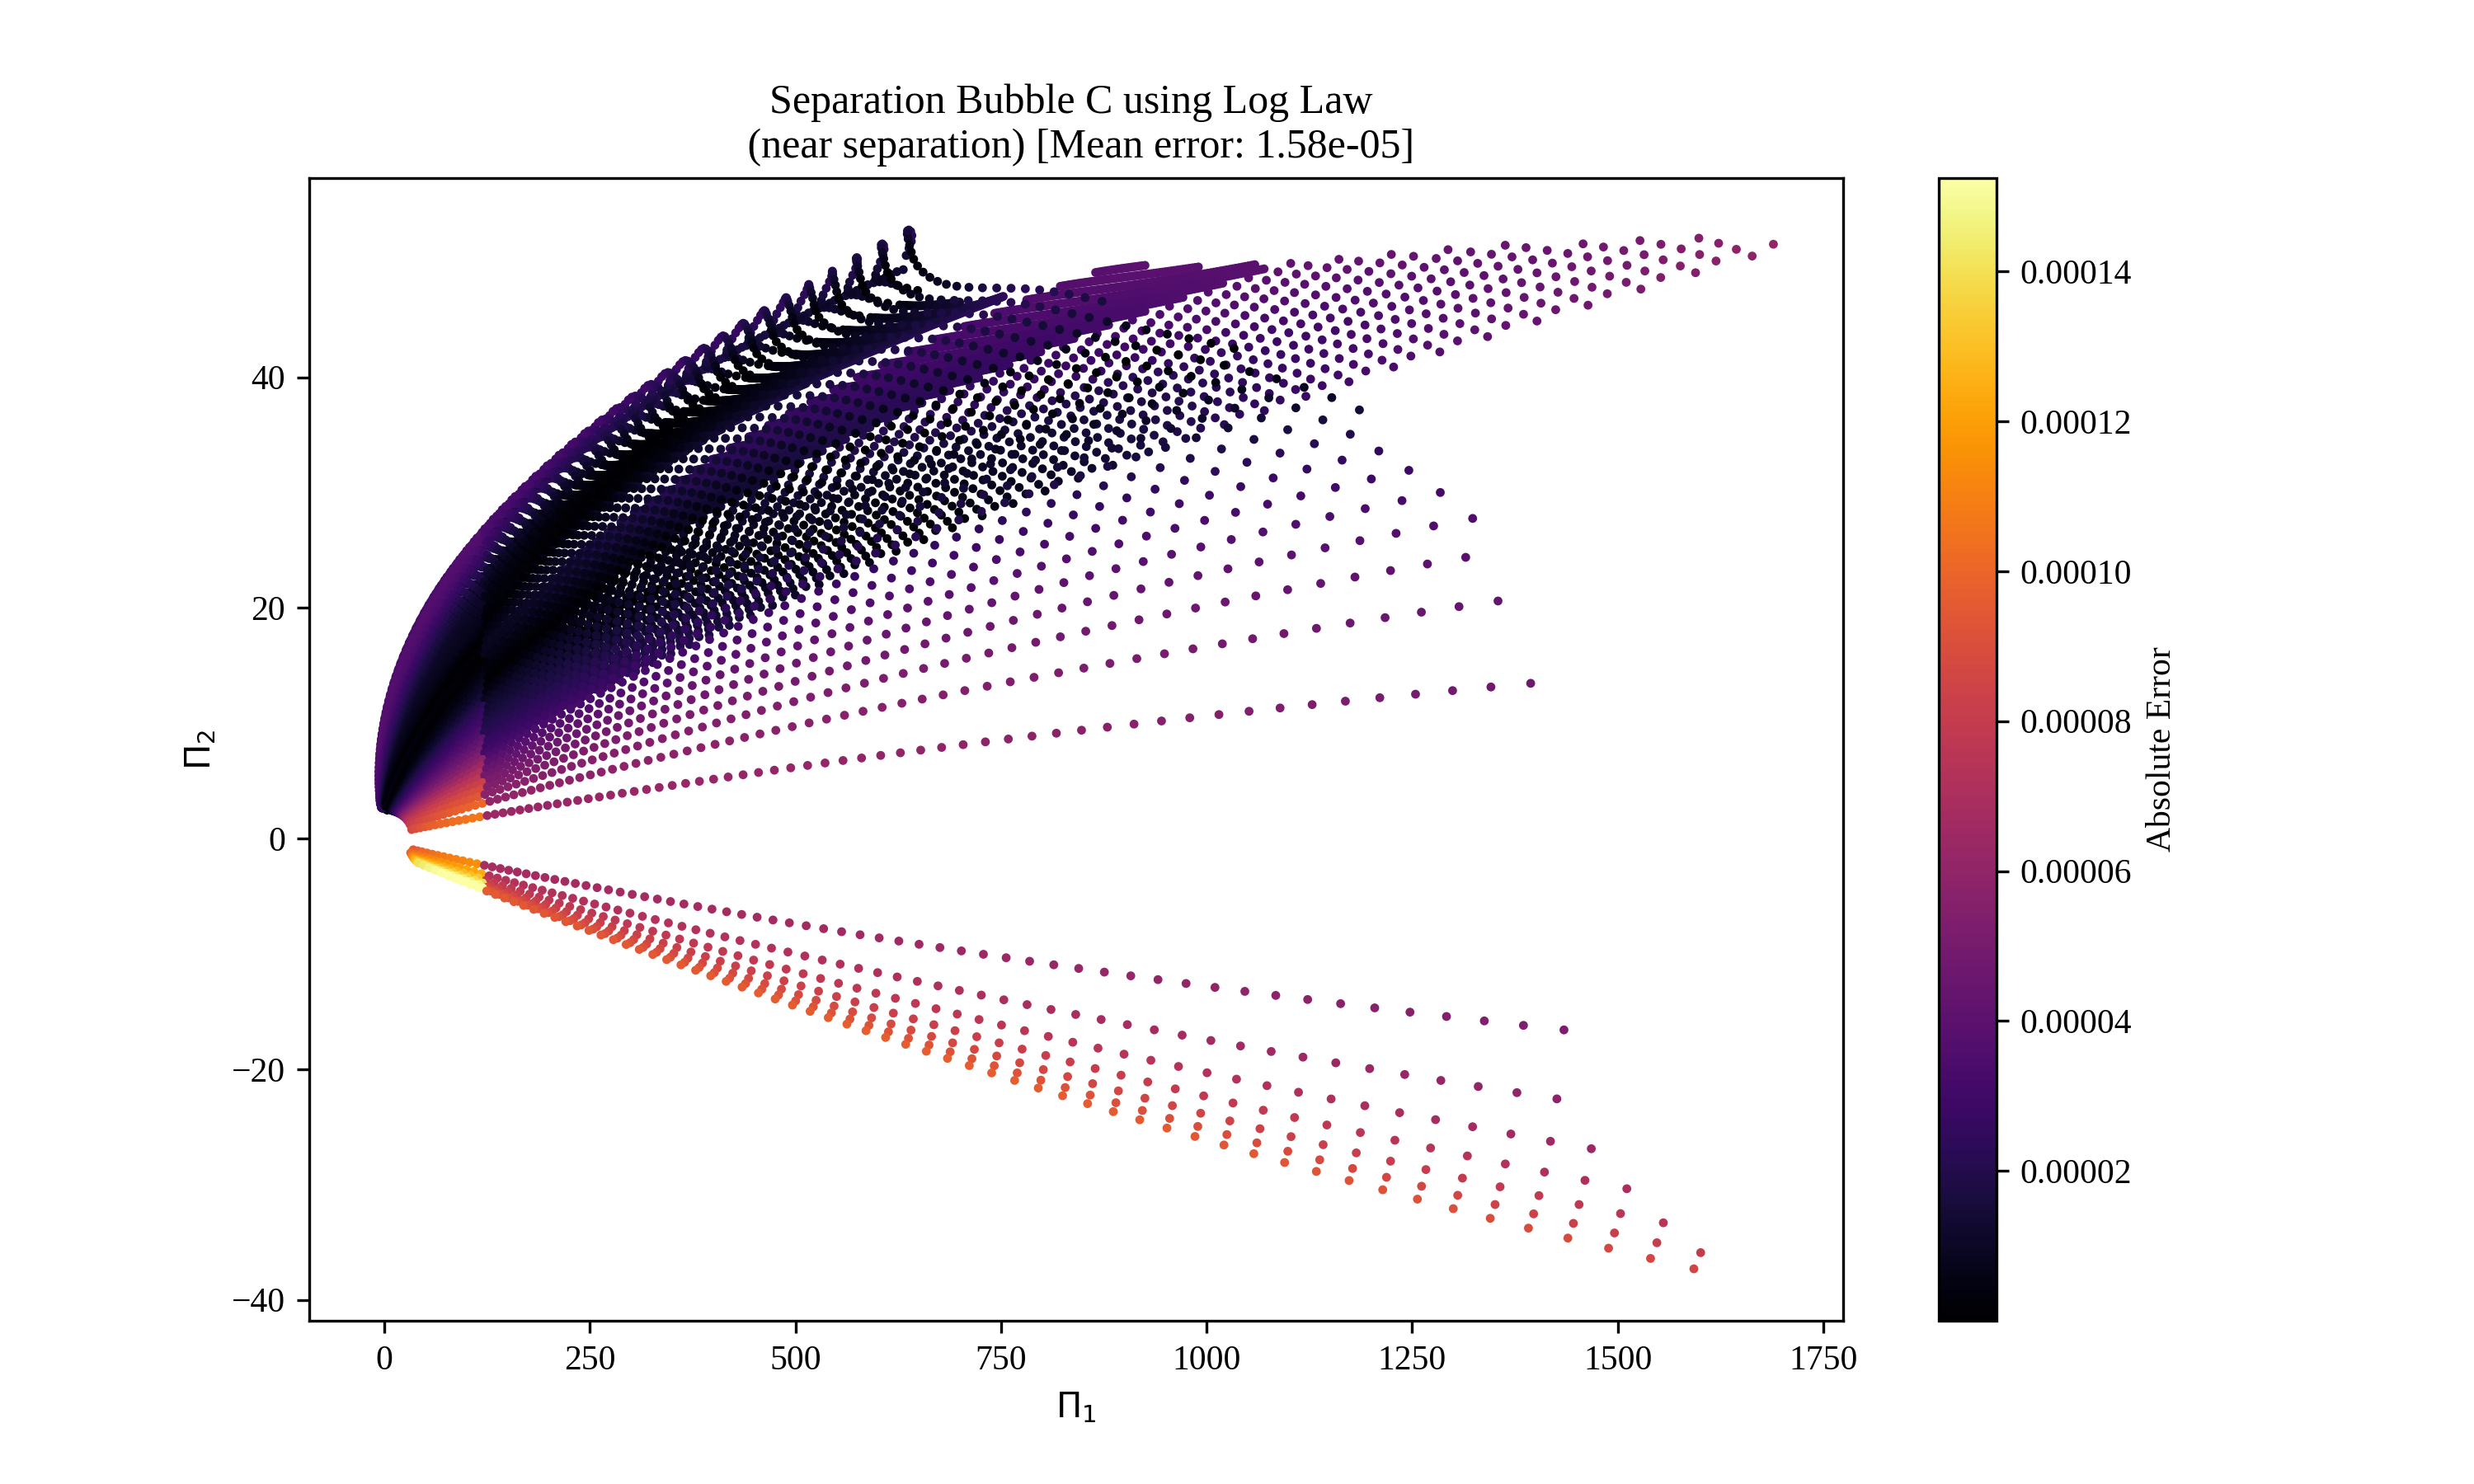 Separation Bubble C using Log Law
(near separation) [Mean error: 1.58e-05]
40
20
0
−20
−40
Π₂
0 250 500 750 1000 1250 1500 1750
Π₁
0.00014
0.00012
0.00010
0.00008
0.00006
0.00004
0.00002
Absolute Error